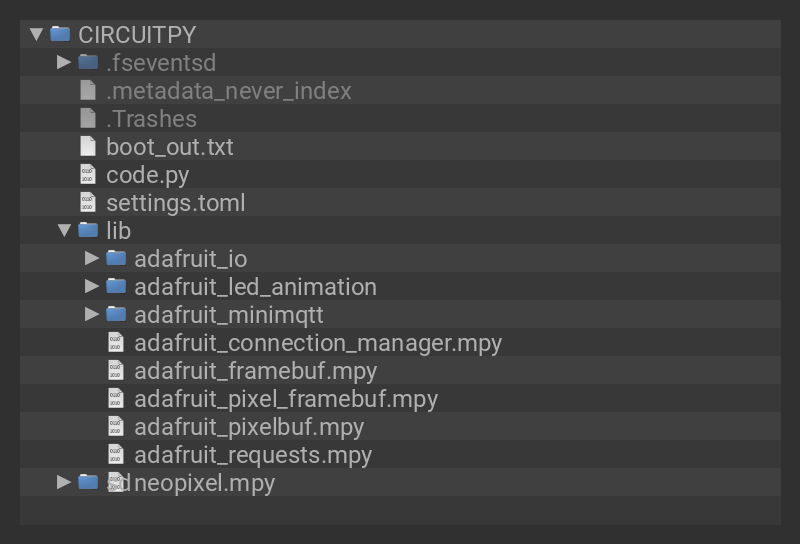 CIRCUITPY
.fseventsd
.metadata_never_index
.Trashes
boot_out.txt
code.py
settings.toml
lib
adafruit_io
adafruit_led_animation
adafruit_minimqtt
adafruit_connection_manager.mpy
adafruit_framebuf.mpy
adafruit_pixel_framebuf.mpy
adafruit_pixelbuf.mpy
adafruit_requests.mpy
sd neopixel.mpy